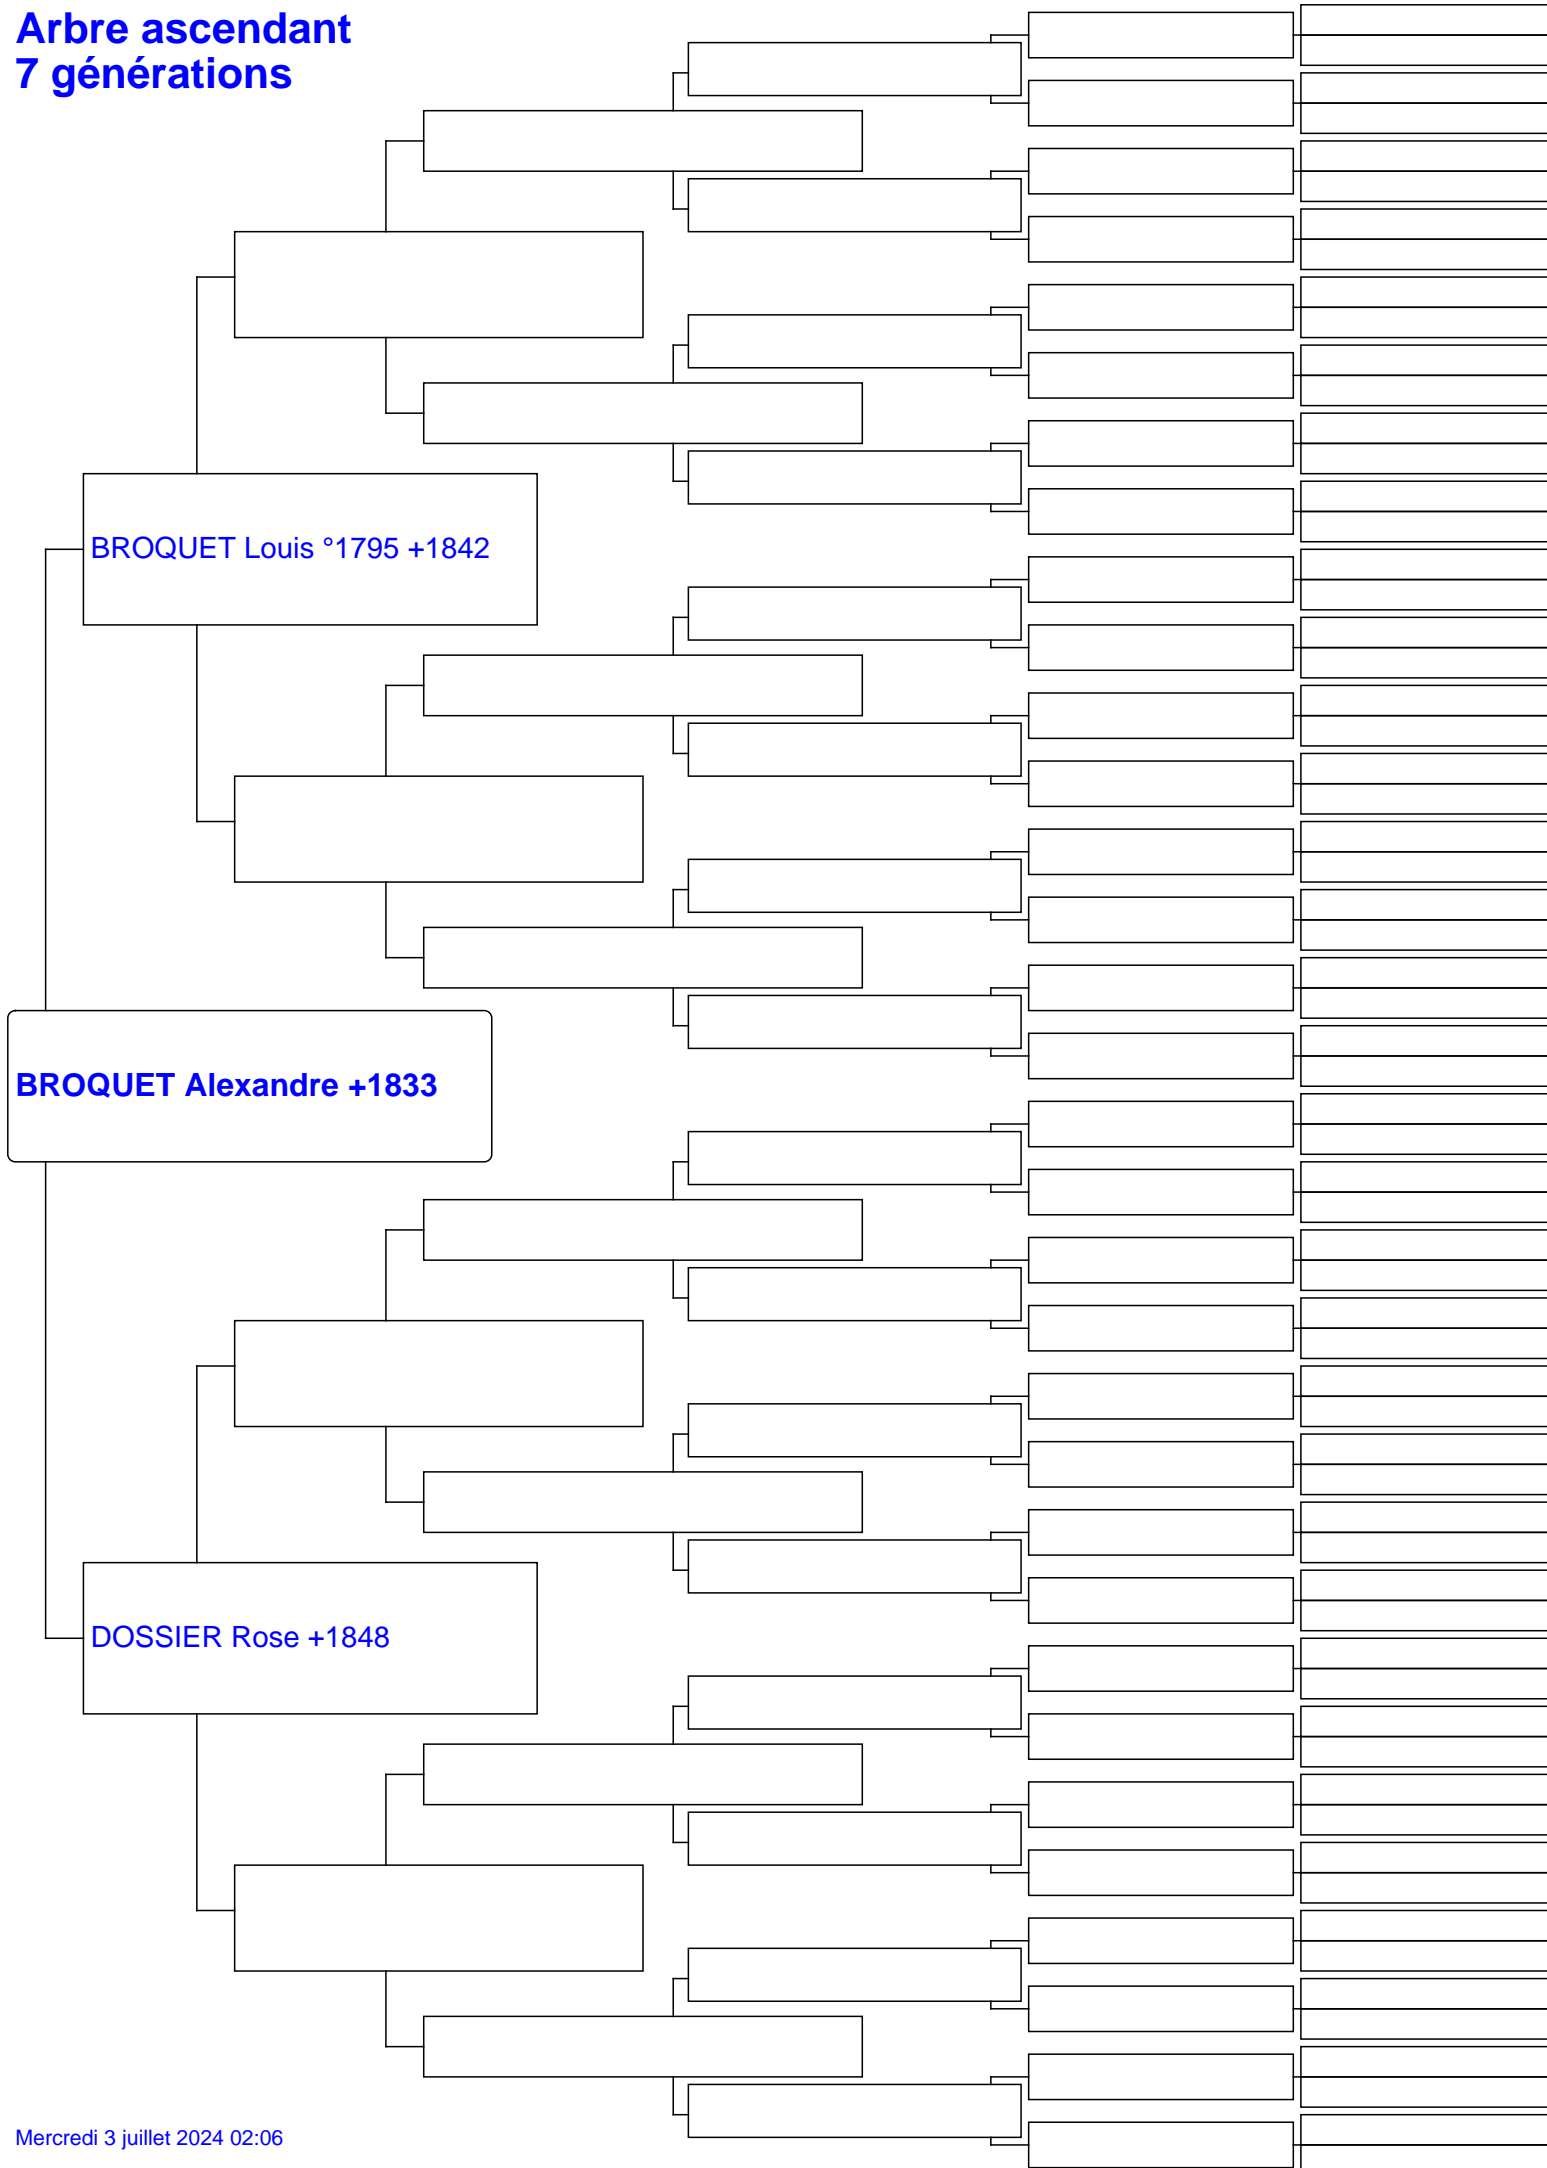 Arbre ascendant
7 générations
BROQUET Louis °1795 +1842
BROQUET Alexandre +1833
DOSSIER Rose +1848
Mercredi 3 juillet 2024 02:06